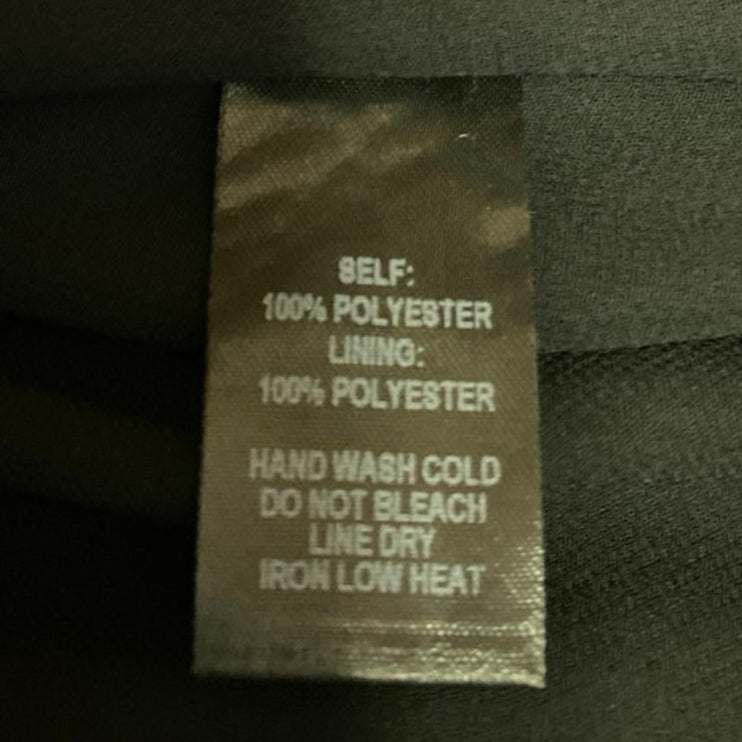 SELF:
100% POLYESTER
LINING:
100% POLYESTER
HAND WASH COLD
DO NOT BLEACH
LINE DRY
IRON LOW HEAT